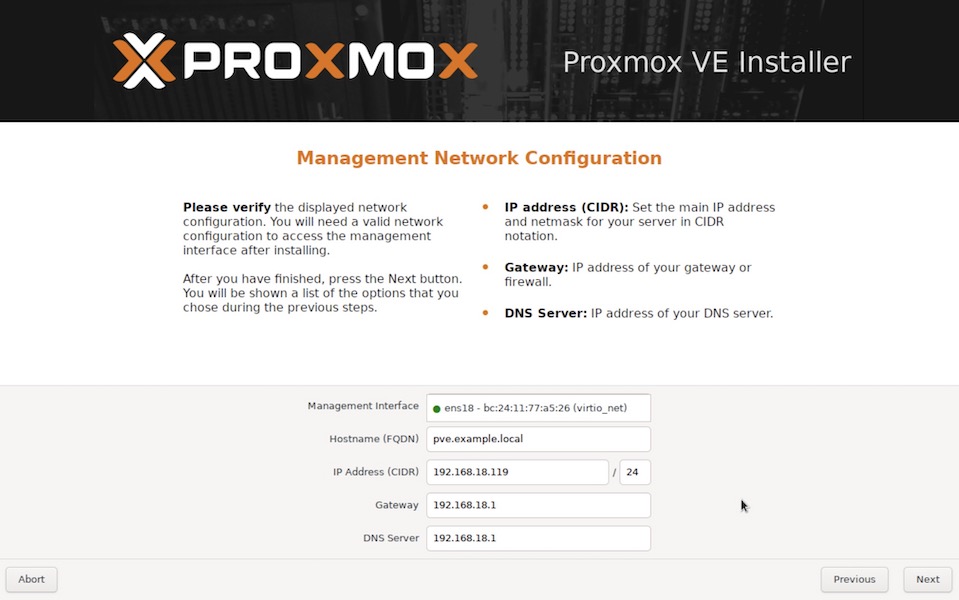 PROXMOX
Proxmox VE Installer
Management Network Configuration
Please verify the displayed network
configuration. You will need a valid network
configuration to access the management
interface after installing.
After you have finished, press the Next button.
You will be shown a list of the options that you
chose during the previous steps.
• IP address (CIDR): Set the main IP address
and netmask for your server in CIDR
notation.
• Gateway: IP address of your gateway or
firewall.
• DNS Server: IP address of your DNS server.
Management Interface ens18 - bc:24:11:77:a5:26 (virtio_net)
Hostname (FQDN) pve.example.local
IP Address (CIDR) 192.168.18.119 / 24
Gateway 192.168.18.1
DNS Server 192.168.18.1
Abort Previous Next